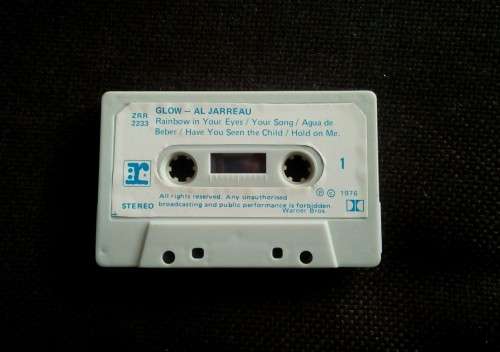 GLOW — AL JARREAU
ZRR
2233
Rainbow in Your Eyes / Your Song / Agua de
Beber / Have You Seen the Child / Hold on Me.
r
1
All rights reserved. Any unauthorised
℗ © 1976
STEREO
broadcasting and public performance is forbidden
Warner Bros